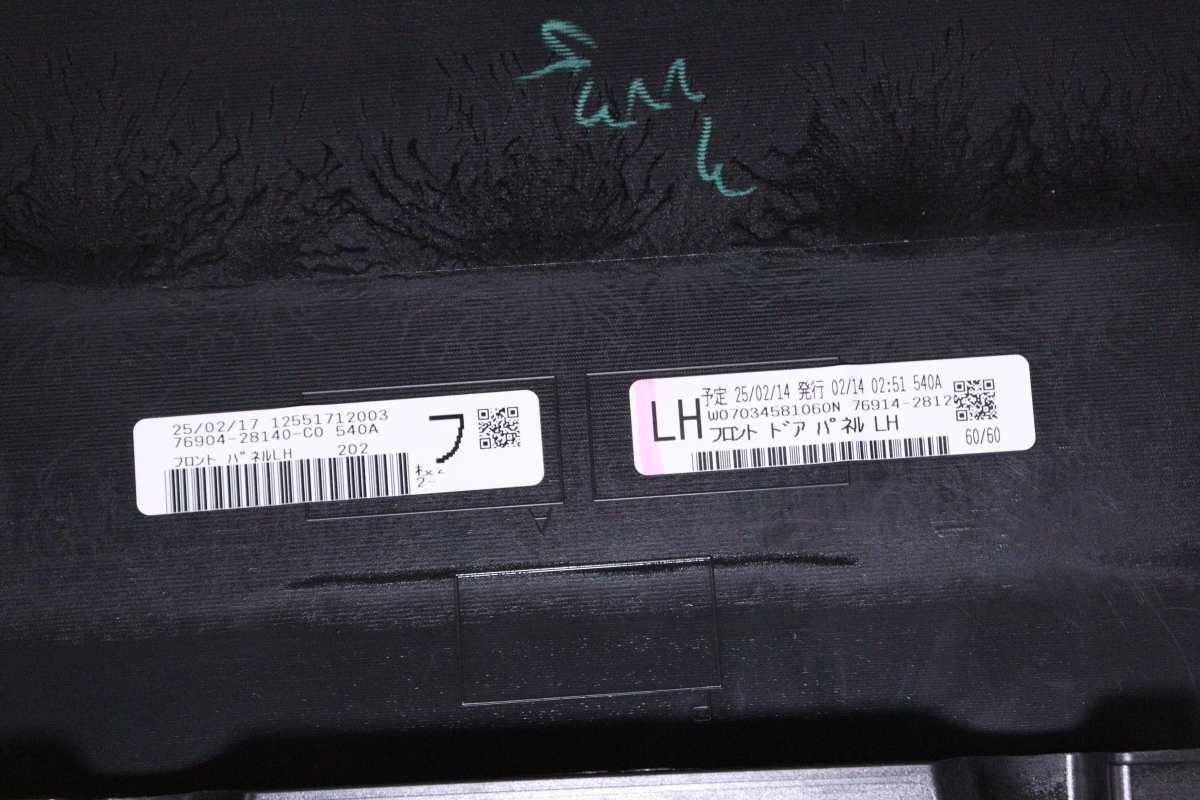 25/02/17 12551712003
76904-28140-C0 540A
フロント パネルLH 202
フ
LH
予定 25/02/14 発行 02/14 02:51 540A
W07034581060N 76914-2812
フロント ドア パネル LH
60/60
A
B